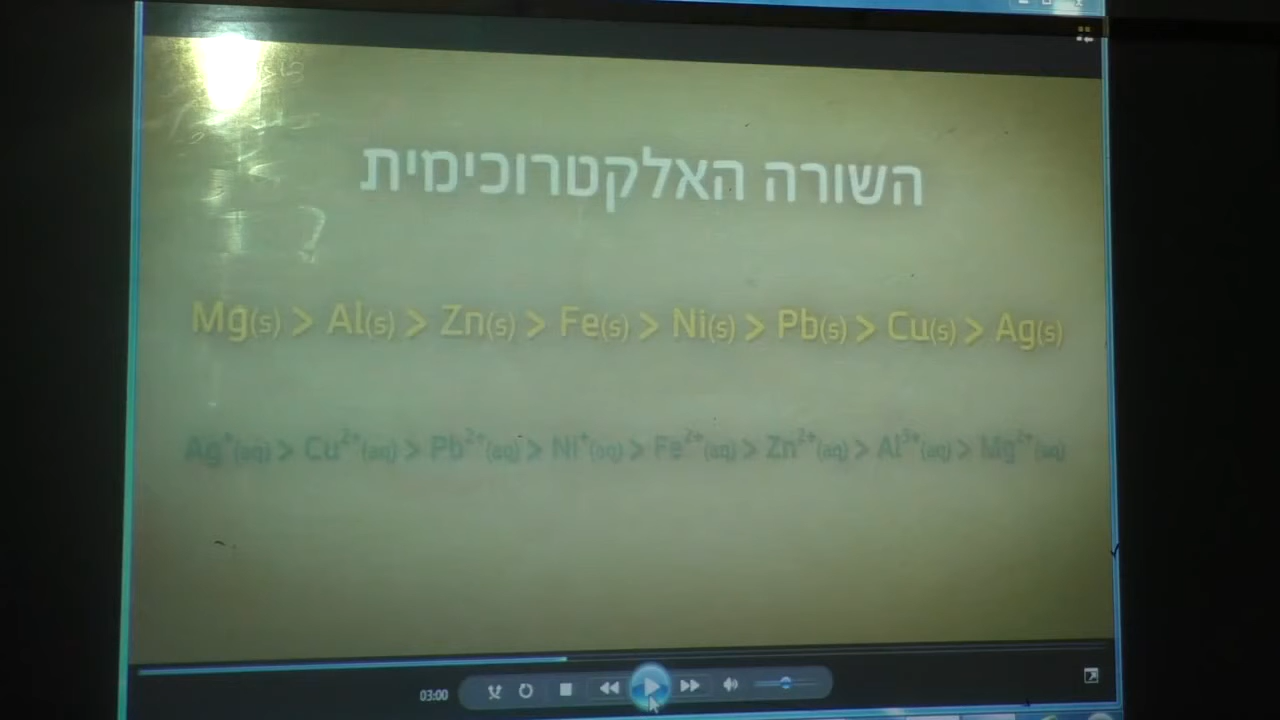 השורה האלקטרוכימית
Mg(s) > Al(s) > Zn(s) > Fe(s) > Ni(s) > Pb(s) > Cu(s) > Ag(s)
Ag⁺(aq) > Cu²⁺(aq) > Pb²⁺(aq) > Ni⁺(aq) > Fe²⁺(aq) > Zn²⁺(aq) > Al³⁺(aq) > Mg²⁺(aq)
03:00